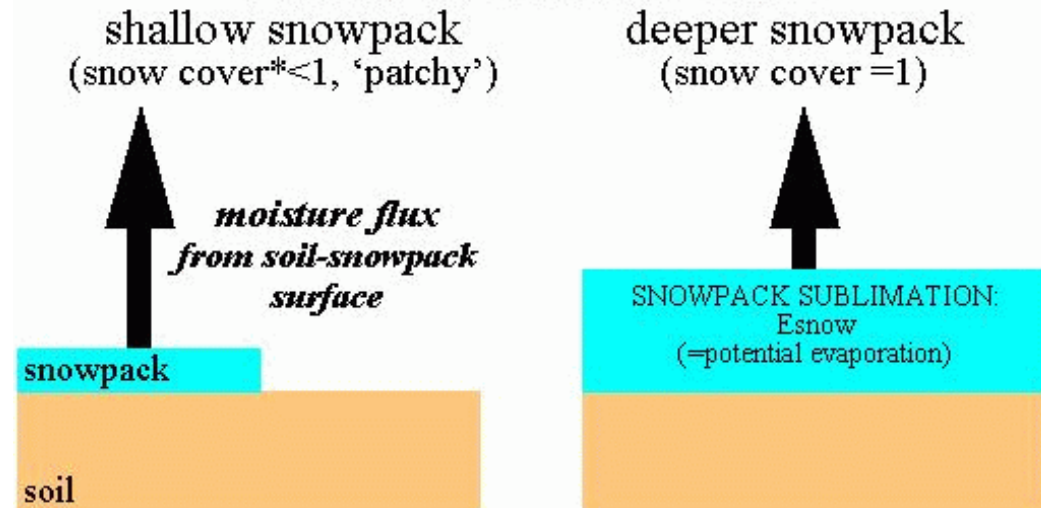 shallow snowpack
(snow cover*<1, ‘patchy’)
deeper snowpack
(snow cover =1)
moisture flux
from soil-snowpack
surface
snowpack
soil
SNOWPACK SUBLIMATION:
Esnow
(=potential evaporation)